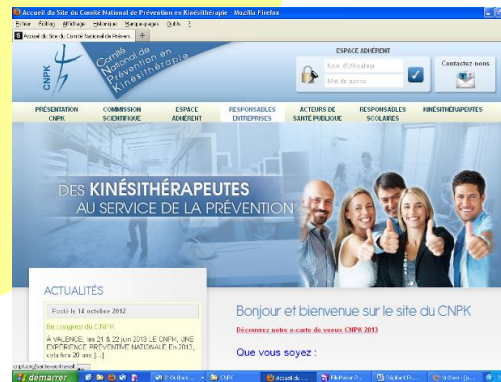 Accueil du Site du Comité National de Prévention en Kinésithérapie - Mozilla Firefox
Fichier Edition Affichage Historique Marque-pages Outils ?
Accueil du Site du Comité National de Préven...
CNPK
Comité
National de
Prévention en
Kinésithérapie
ESPACE ADHÉRENT
Nom d'utilisateur
Mot de passe
Contactez nous
PRÉSENTATION CNPK
COMMISSION SCIENTIFIQUE
ESPACE ADHÉRENT
RESPONSABLES ENTREPRISES
ACTEURS DE SANTÉ PUBLIQUE
RESPONSABLES SCOLAIRES
KINÉSITHÉRAPEUTES
DES KINÉSITHÉRAPEUTES
AU SERVICE DE LA PRÉVENTION
ACTUALITÉS
Posté le 14 octobre 2012
6e congres du CNPK
À VALENCE, les 21 & 22 juin 2013 LE CNPK, UNE
EXPÉRIENCE PRÉVENTIVE NATIONALE En 2013,
cela fera 20 ans [...]
Bonjour et bienvenue sur le site du CNPK
Découvrez notre e-carte de voeux CNPK 2013
Que vous soyez :
démarrer
CNPK